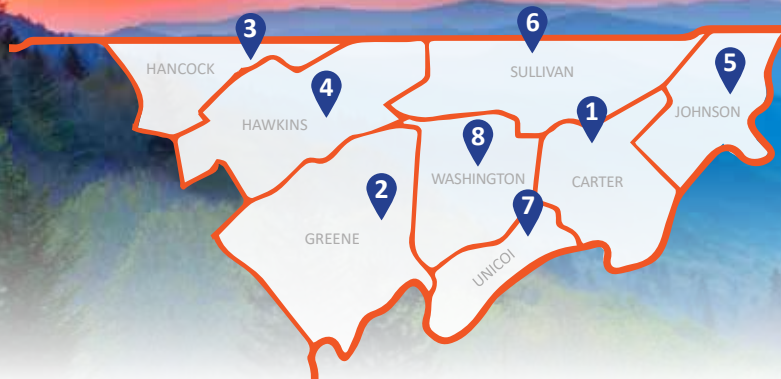 3
6
HANCOCK
SULLIVAN
5
4
1
JOHNSON
HAWKINS
8
WASHINGTON
CARTER
2
7
GREENE
UNICOI